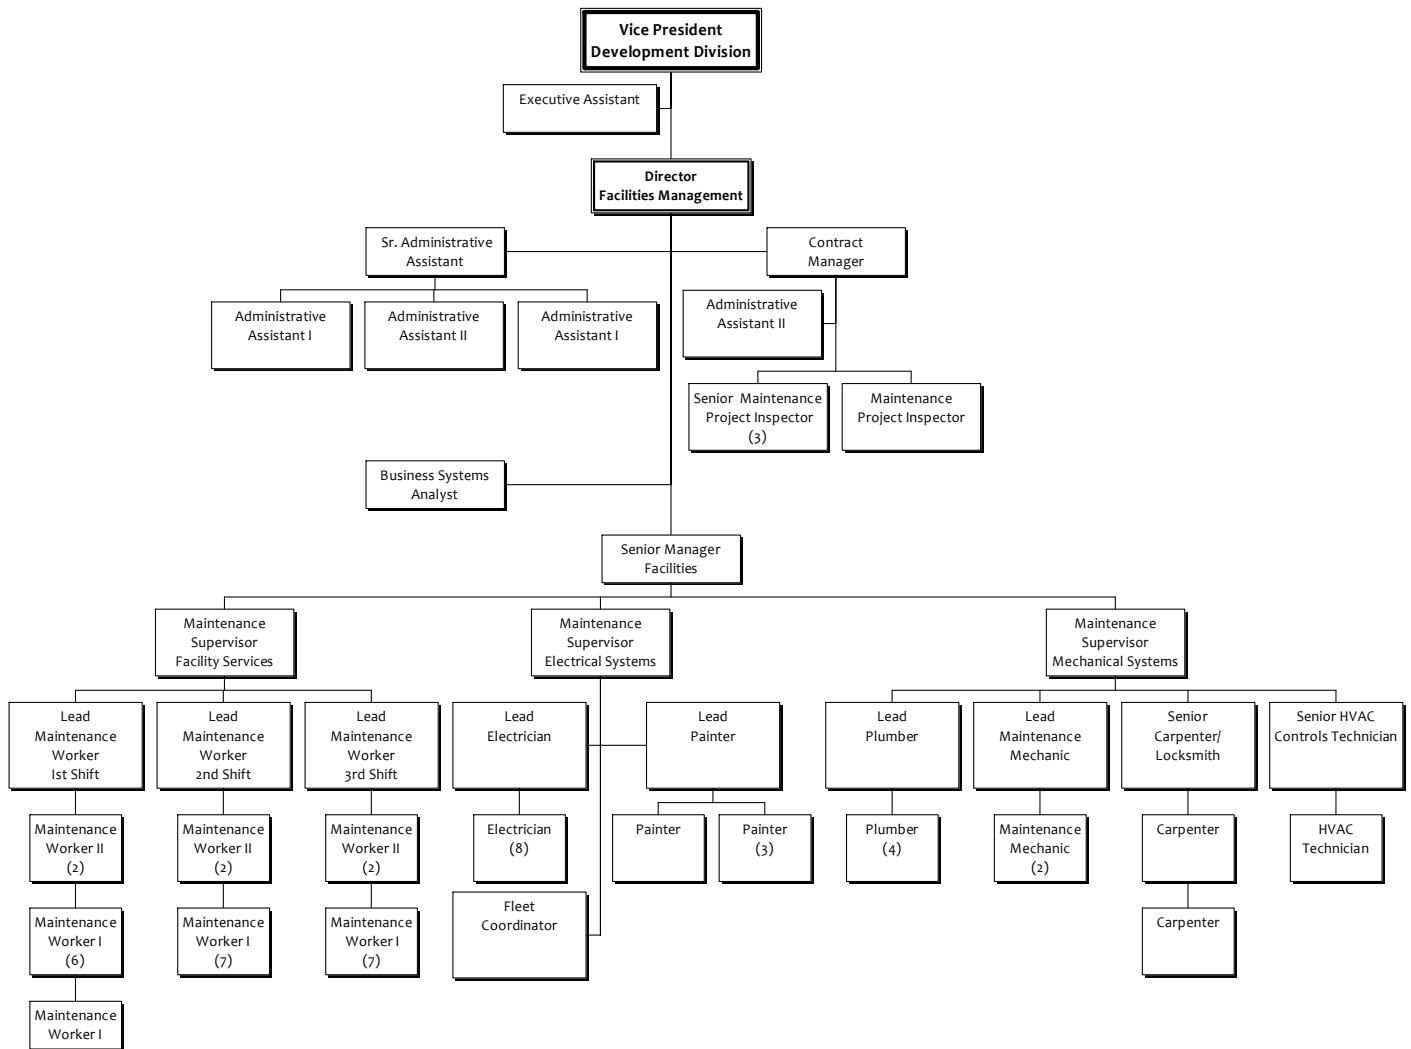 Vice President
Development Division
Executive Assistant
Director
Facilities Management
Sr. Administrative
Assistant
Contract
Manager
Administrative
Assistant I
Administrative
Assistant II
Administrative
Assistant I
Administrative
Assistant II
Senior Maintenance
Project Inspector
(3)
Maintenance
Project Inspector
Business Systems
Analyst
Senior Manager
Facilities
Maintenance
Supervisor
Facility Services
Maintenance
Supervisor
Electrical Systems
Maintenance
Supervisor
Mechanical Systems
Lead
Maintenance
Worker
1st Shift
Lead
Maintenance
Worker
2nd Shift
Lead
Maintenance
Worker
3rd Shift
Lead
Electrician
Lead
Painter
Lead
Plumber
Lead
Maintenance
Mechanic
Senior
Carpenter/
Locksmith
Senior HVAC
Controls Technician
Maintenance
Worker II
(2)
Maintenance
Worker II
(2)
Maintenance
Worker II
(2)
Electrician
(8)
Painter
Painter
(3)
Plumber
(4)
Maintenance
Mechanic
(2)
Carpenter
HVAC
Technician
Maintenance
Worker I
(6)
Maintenance
Worker I
(7)
Maintenance
Worker I
(7)
Fleet
Coordinator
Carpenter
Maintenance
Worker I